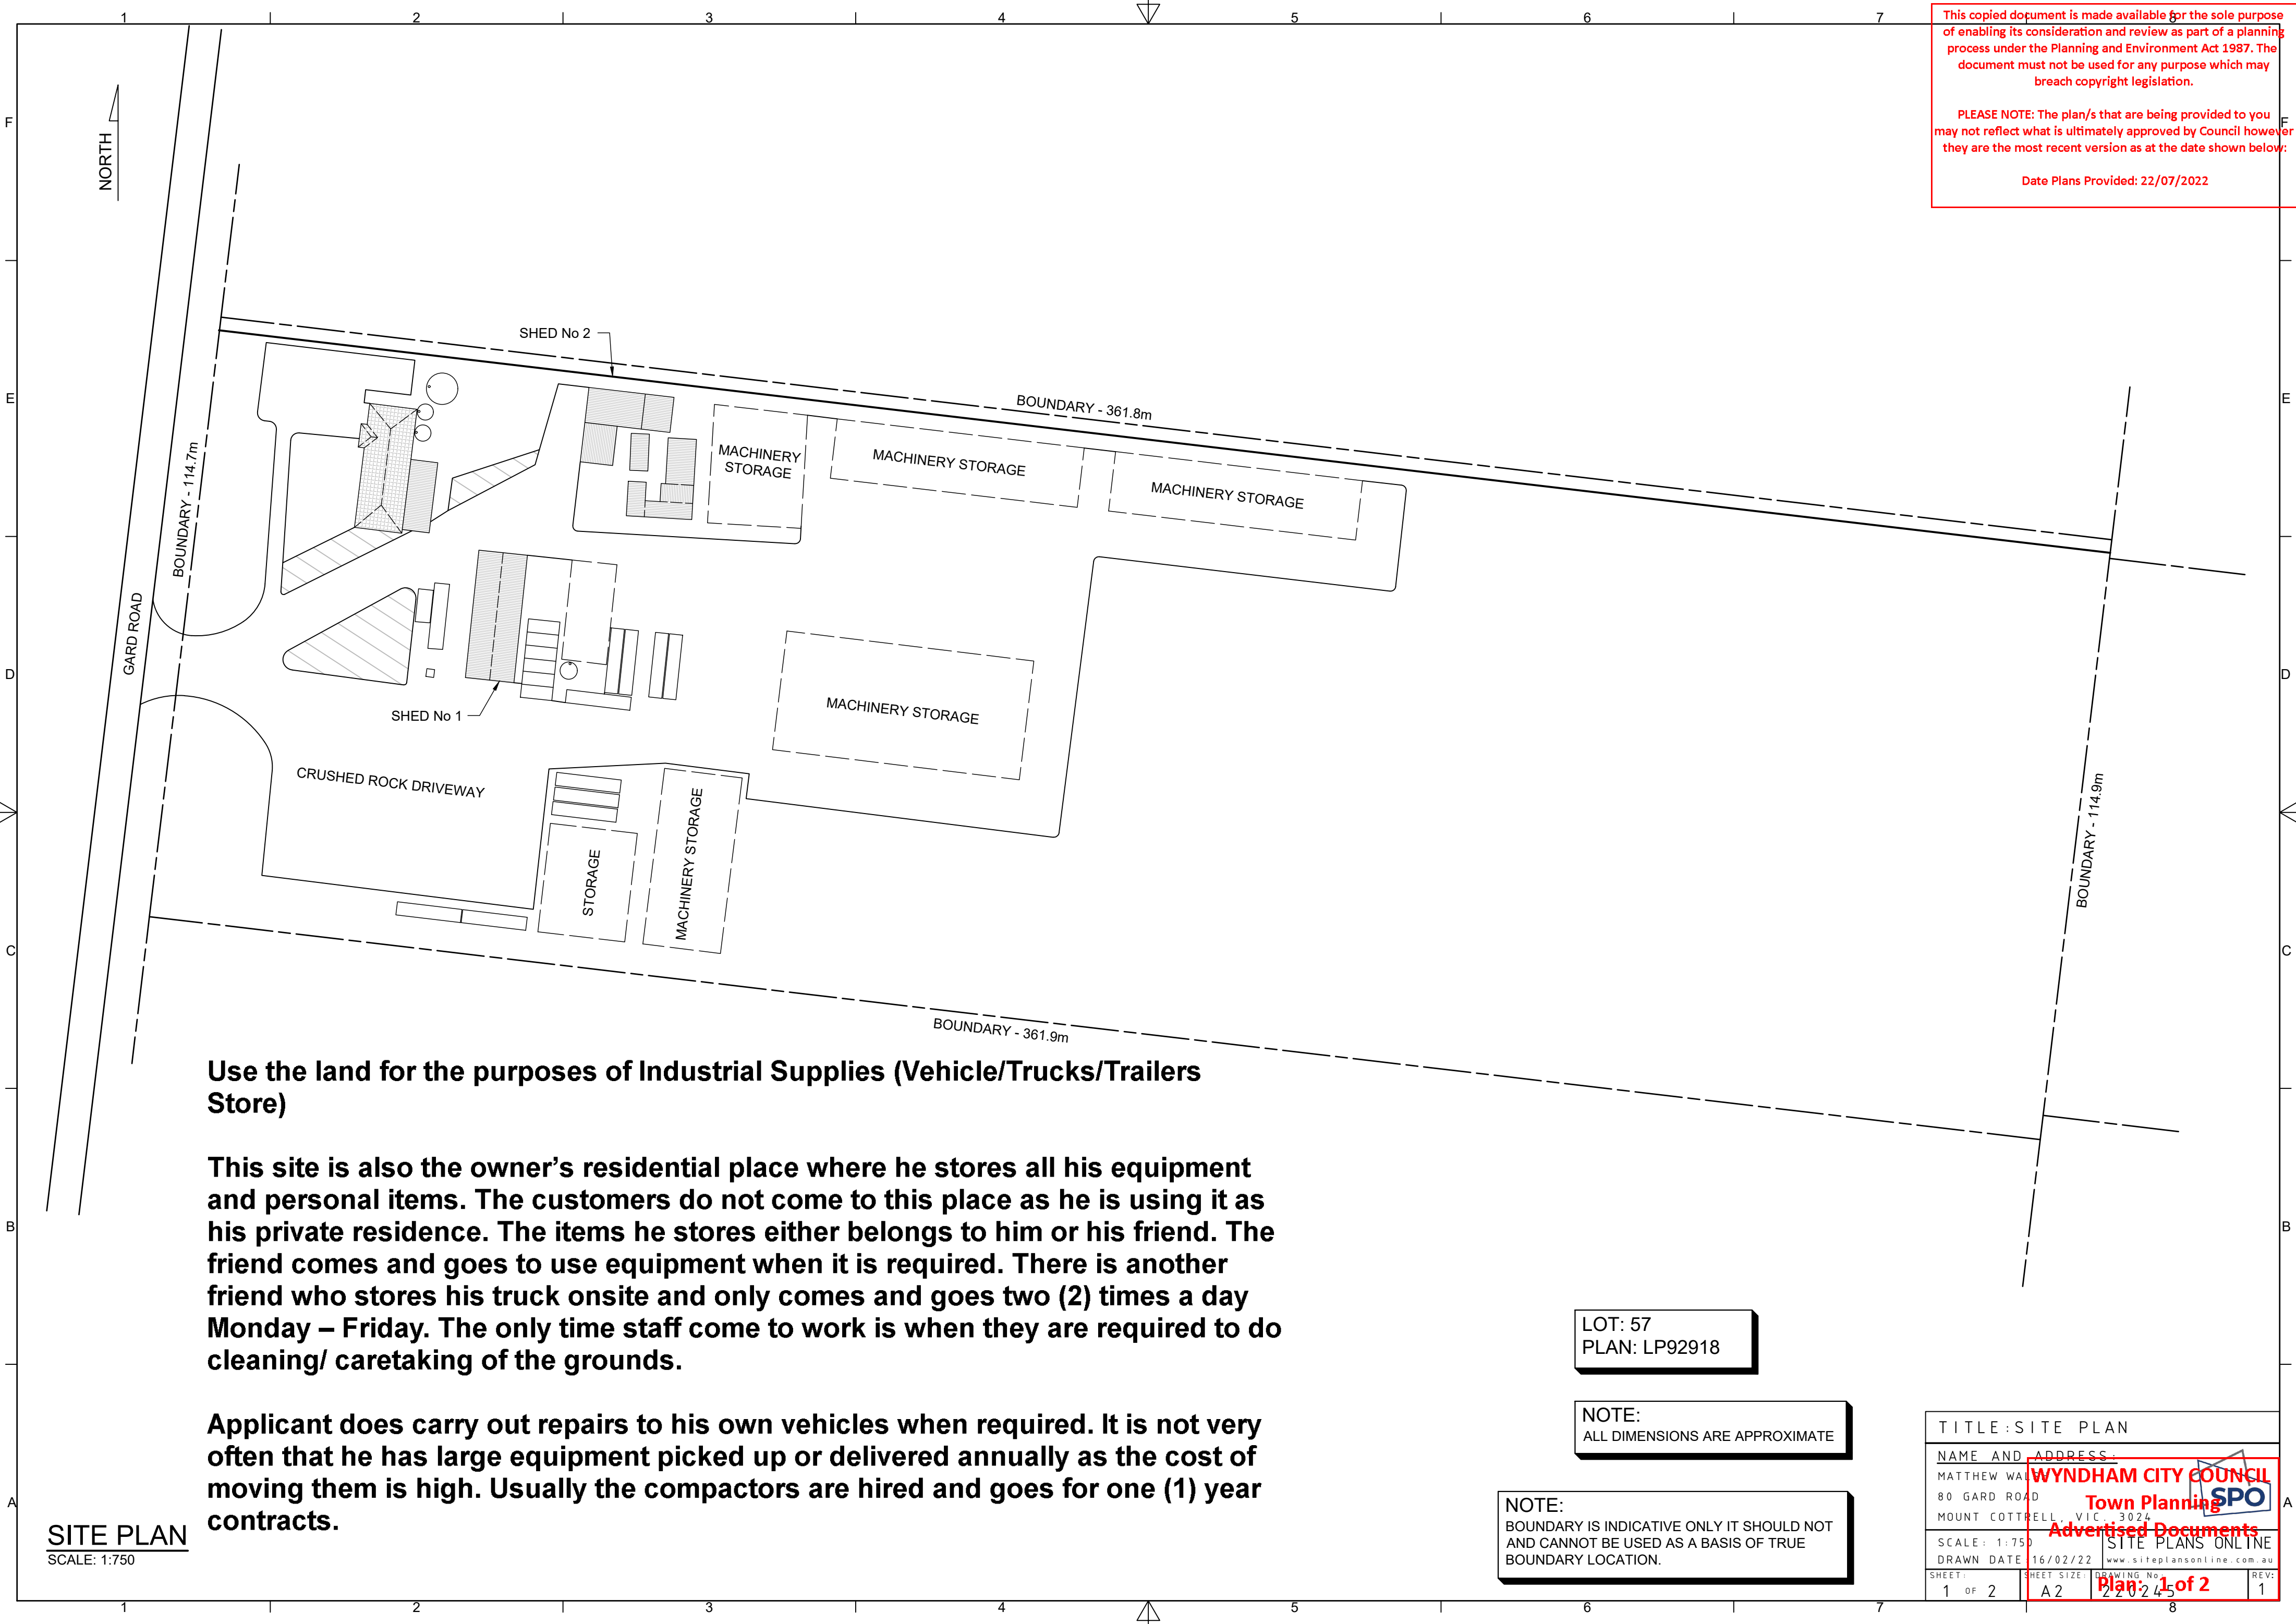 1 2 3 4 5 6 7 8
F
E
D
C
B
A
F
E
D
C
B
A
This copied document is made available for the sole purpose
of enabling its consideration and review as part of a planning
process under the Planning and Environment Act 1987. The
document must not be used for any purpose which may
breach copyright legislation.
PLEASE NOTE: The plan/s that are being provided to you
may not reflect what is ultimately approved by Council however
they are the most recent version as at the date shown below:
Date Plans Provided: 22/07/2022
NORTH
SHED No 2
BOUNDARY - 361.8m
BOUNDARY - 114.7m
MACHINERY
STORAGE
MACHINERY STORAGE
MACHINERY STORAGE
GARD ROAD
SHED No 1
MACHINERY STORAGE
CRUSHED ROCK DRIVEWAY
STORAGE
MACHINERY STORAGE
BOUNDARY - 114.9m
BOUNDARY - 361.9m
Use the land for the purposes of Industrial Supplies (Vehicle/Trucks/Trailers
Store)
This site is also the owner’s residential place where he stores all his equipment
and personal items. The customers do not come to this place as he is using it as
his private residence. The items he stores either belongs to him or his friend. The
friend comes and goes to use equipment when it is required. There is another
friend who stores his truck onsite and only comes and goes two (2) times a day
Monday – Friday. The only time staff come to work is when they are required to do
cleaning/ caretaking of the grounds.
Applicant does carry out repairs to his own vehicles when required. It is not very
often that he has large equipment picked up or delivered annually as the cost of
moving them is high. Usually the compactors are hired and goes for one (1) year
contracts.
SITE PLAN
SCALE: 1:750
LOT: 57
PLAN: LP92918
NOTE:
ALL DIMENSIONS ARE APPROXIMATE
NOTE:
BOUNDARY IS INDICATIVE ONLY IT SHOULD NOT
AND CANNOT BE USED AS A BASIS OF TRUE
BOUNDARY LOCATION.
TITLE:SITE PLAN
NAME AND ADDRESS:
MATTHEW
80 GARD ROAD
MOUNT COTTRELL, VIC. 3024
SCALE: 1:750
DRAWN DATE 16/02/22
SPO
SITE PLANS ONLINE
www.siteplansonline.com.au
SHEET: 1 OF 2
SHEET SIZE: A2
DRAWING No. 220245
REV: 1
WYNDHAM CITY COUNCIL
Town Planning
Advertised Documents
Plan: 1 of 2
1 2 3 4 5 6 7 8